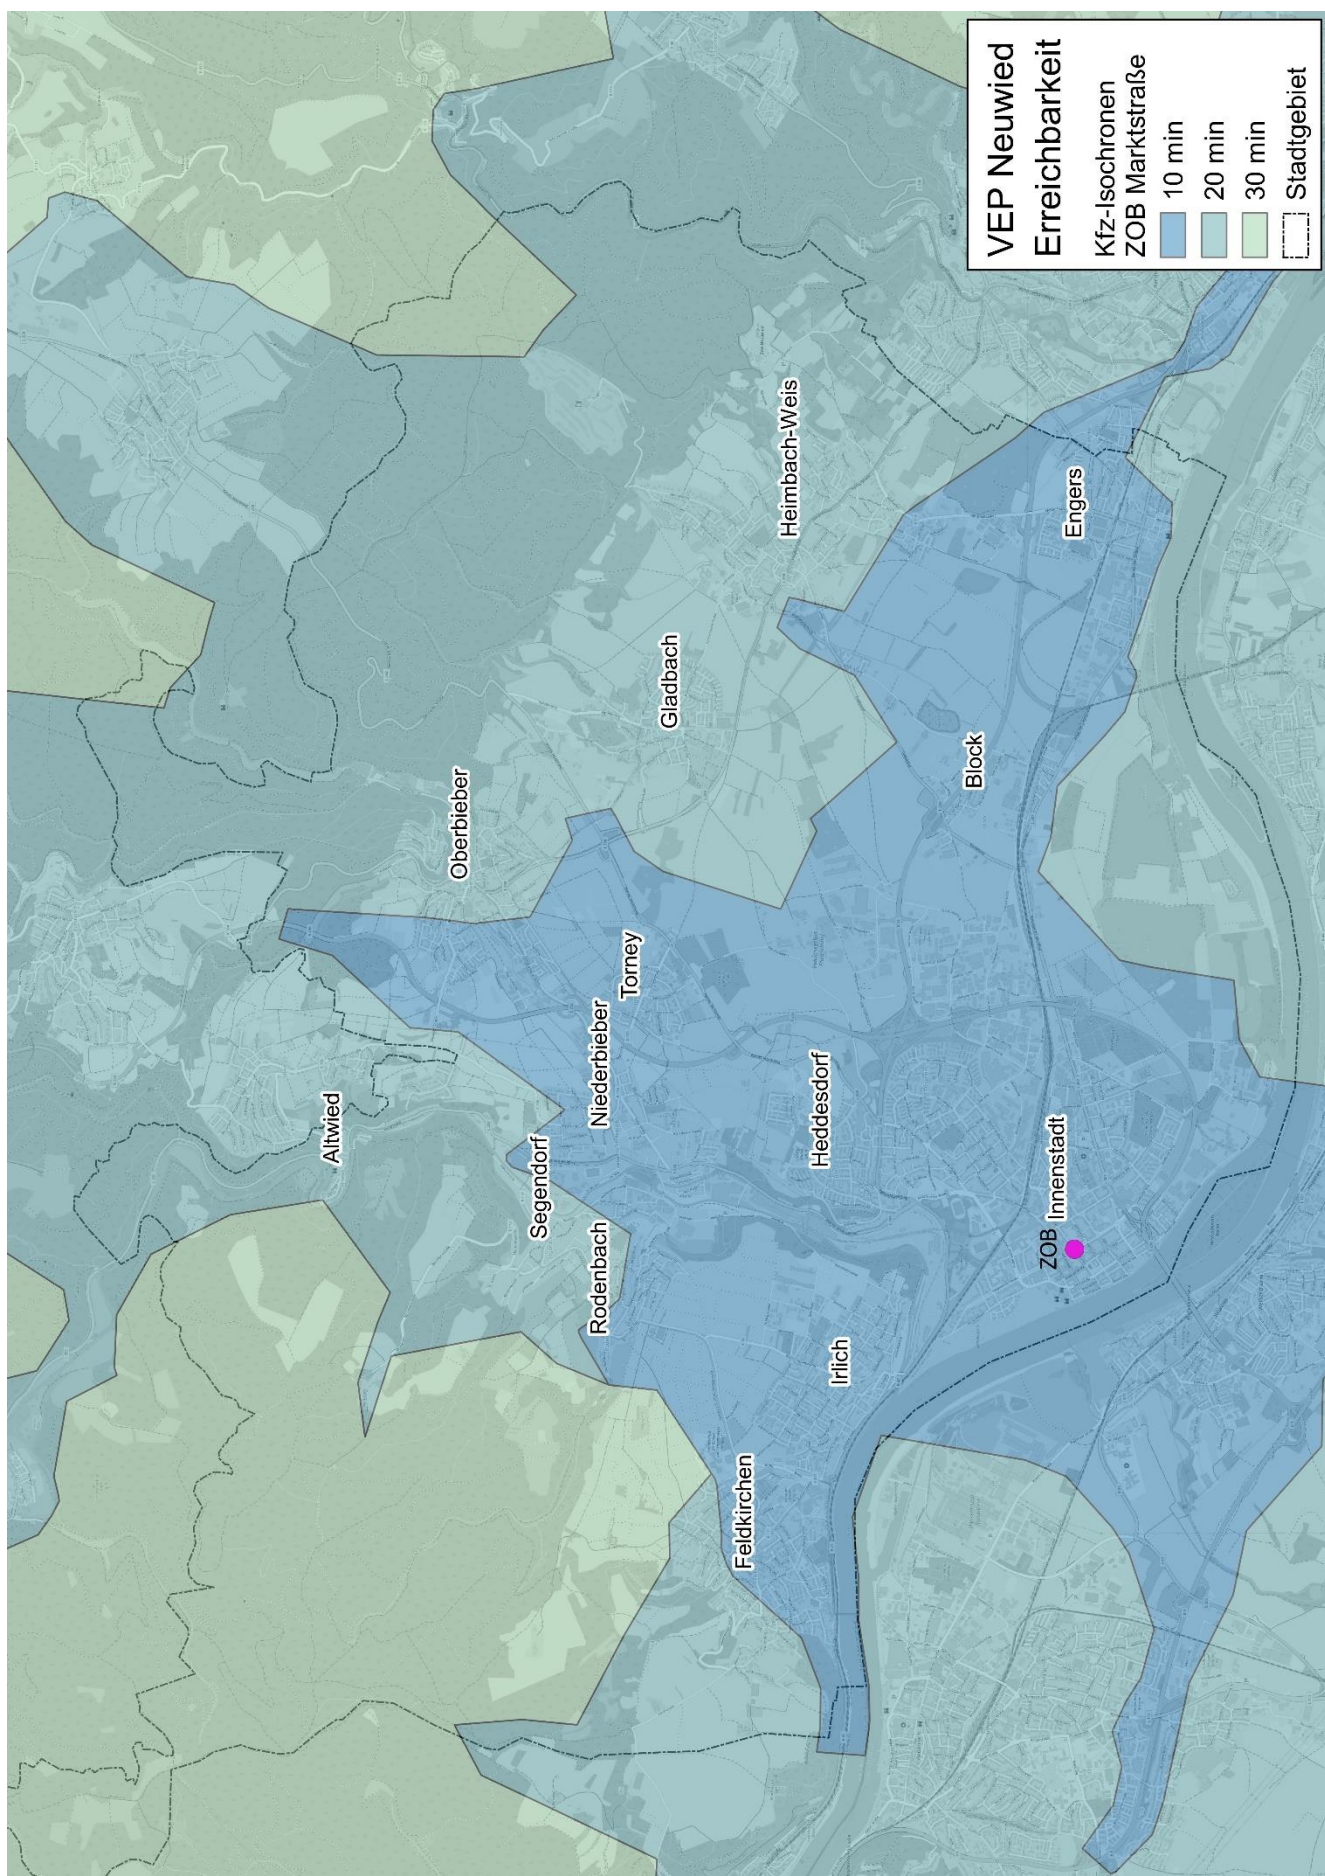 VEP Neuwied
Erreichbarkeit
Kfz-Isochronen
ZOB Marktstraße
10 min
20 min
30 min
Stadtgebiet
Altwied
Oberbieber
Segendorf
Niederbieber
Torney
Rodenbach
Gladbach
Heimbach-Weis
Feldkirchen
Irlich
Heddesdorf
Block
Engers
ZOB
Innenstadt